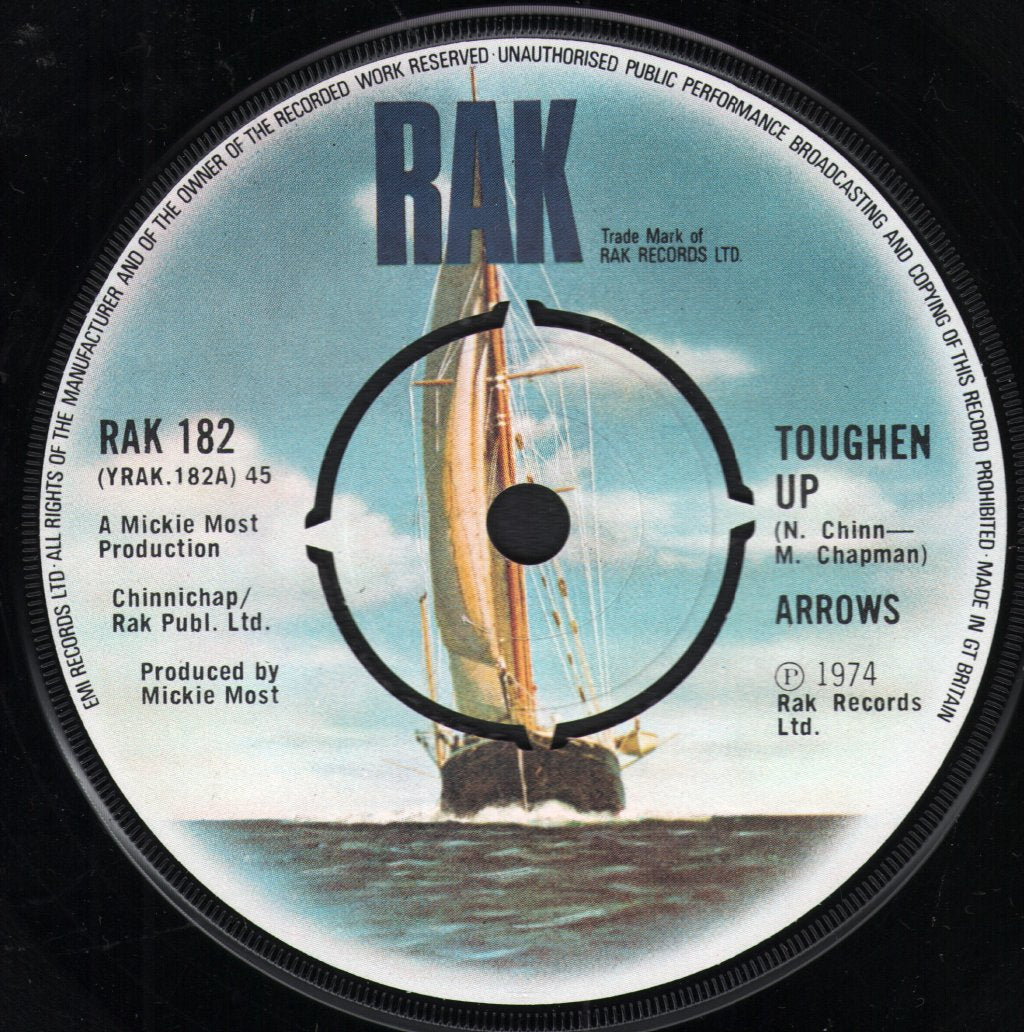 EMI RECORDS LTD · ALL RIGHTS OF THE MANUFACTURER AND OF THE OWNER OF THE RECORDED WORK RESERVED · UNAUTHORISED PUBLIC PERFORMANCE BROADCASTING AND COPYING OF THIS RECORD PROHIBITED · MADE IN GT BRITAIN
RAK
Trade Mark of
RAK RECORDS LTD.
RAK 182
(YRAK.182A) 45
A Mickie Most
Production
Chinnichap/
Rak Publ. Ltd.
Produced by
Mickie Most
TOUGHEN
UP
(N. Chinn—
M. Chapman)
ARROWS
Ⓟ 1974
Rak Records
Ltd.